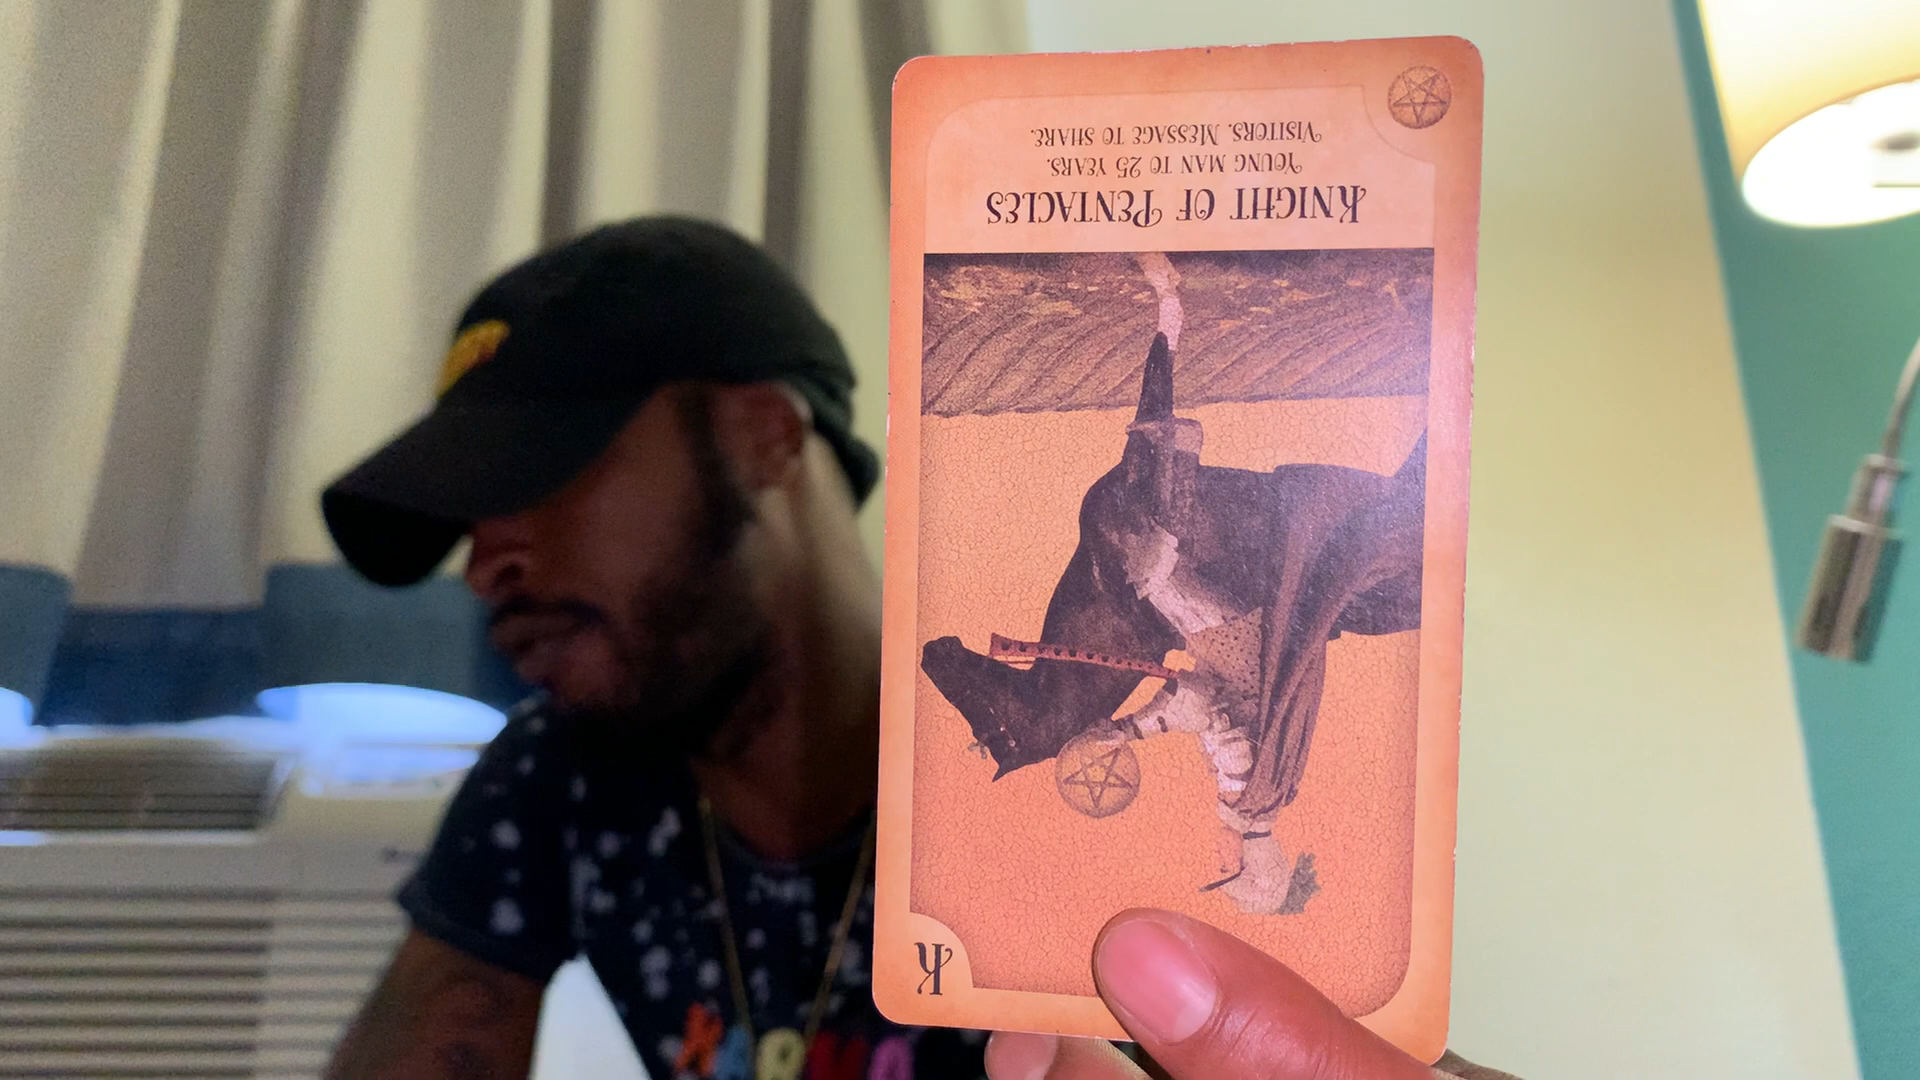 Knight of Pentacles
Young man to 25 years.
Visitors. Message to share.
K